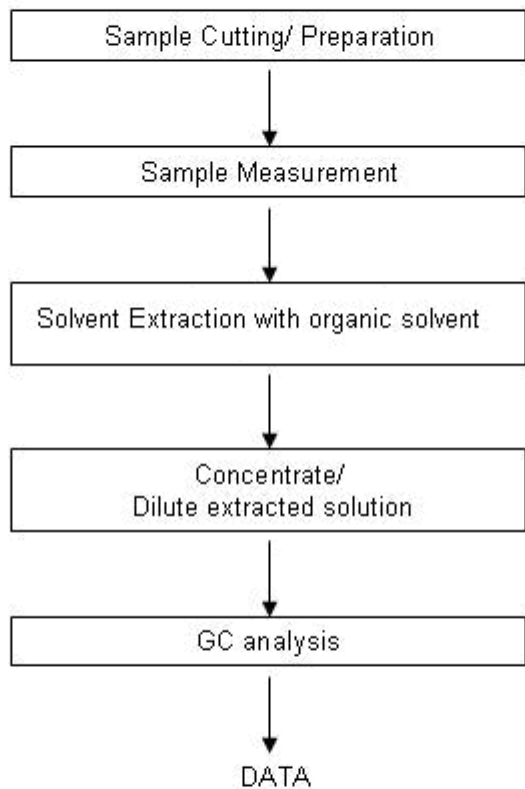 Sample Cutting/ Preparation
Sample Measurement
Solvent Extraction with organic solvent
Concentrate/
Dilute extracted solution
GC analysis
DATA